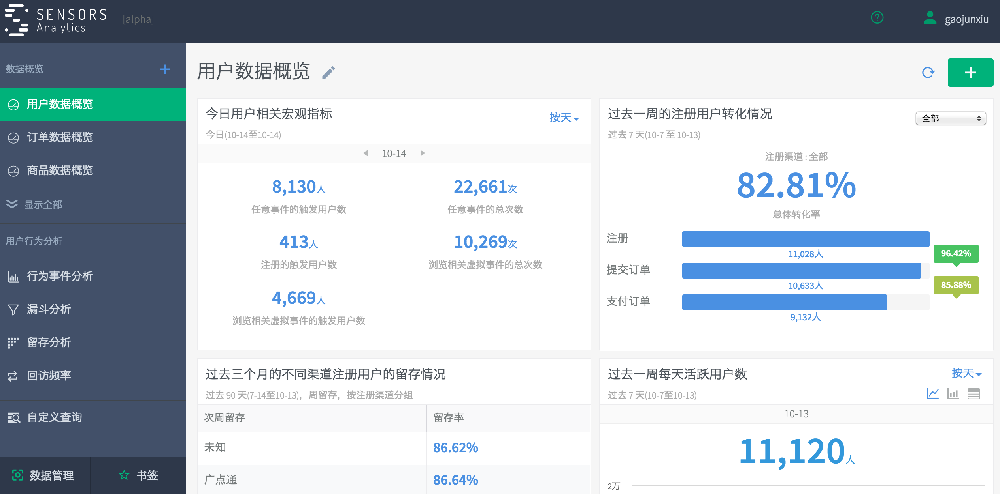 SENSORS
Analytics
[alpha]
gaojunxiu
数据概览
用户数据概览
订单数据概览
商品数据概览
显示全部
用户行为分析
行为事件分析
漏斗分析
留存分析
回访频率
自定义查询
数据管理
书签
用户数据概览
今日用户相关宏观指标
按天
今日(10-14至10-14)
10-14
8,130人
任意事件的触发用户数
22,661次
任意事件的总次数
413人
注册的触发用户数
10,269次
浏览相关虚拟事件的总次数
4,669人
浏览相关虚拟事件的触发用户数
过去一周的注册用户转化情况
全部
过去 7 天(10-7 至 10-13)
注册渠道 : 全部
82.81%
总体转化率
注册
11,028人
96.42%
提交订单
10,633人
85.88%
支付订单
9,132人
过去三个月的不同渠道注册用户的留存情况
过去 90 天(7-14至10-13)，周留存，按注册渠道分组
次周留存
留存率
未知
86.62%
广点通
86.64%
过去一周每天活跃用户数
按天
过去 7 天(10-7至10-13)
10-13
11,120人
2万